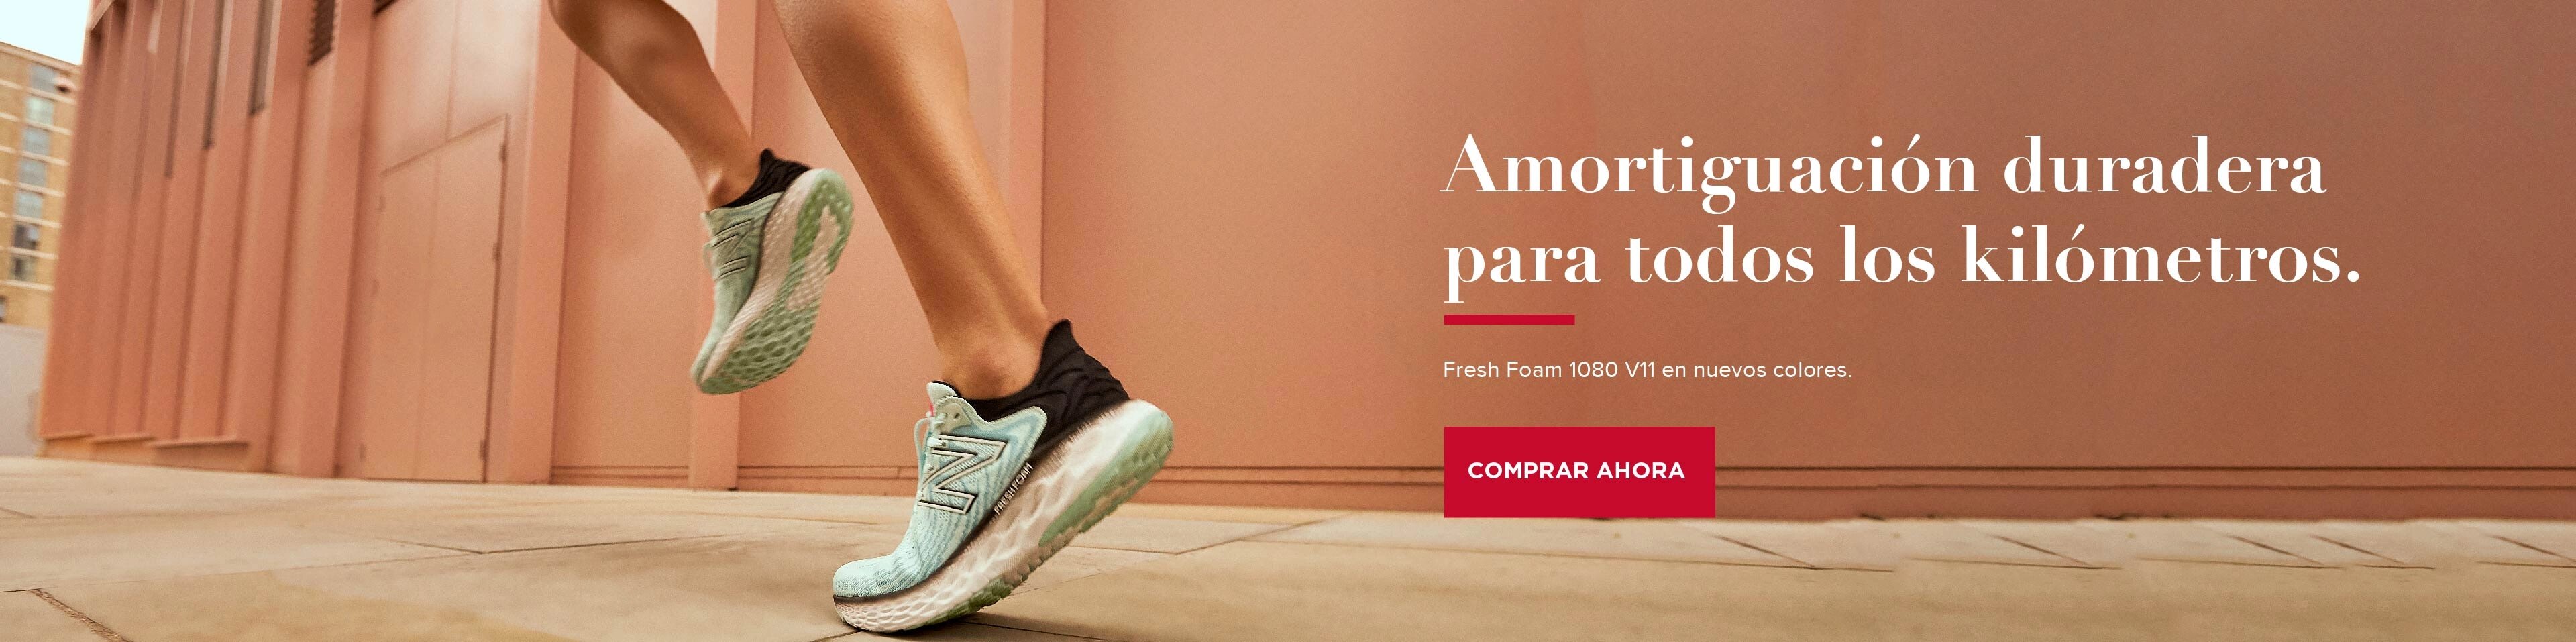 Amortiguación duradera
para todos los kilómetros.
Fresh Foam 1080 V11 en nuevos colores.
COMPRAR AHORA
N
N
FRESH FOAM